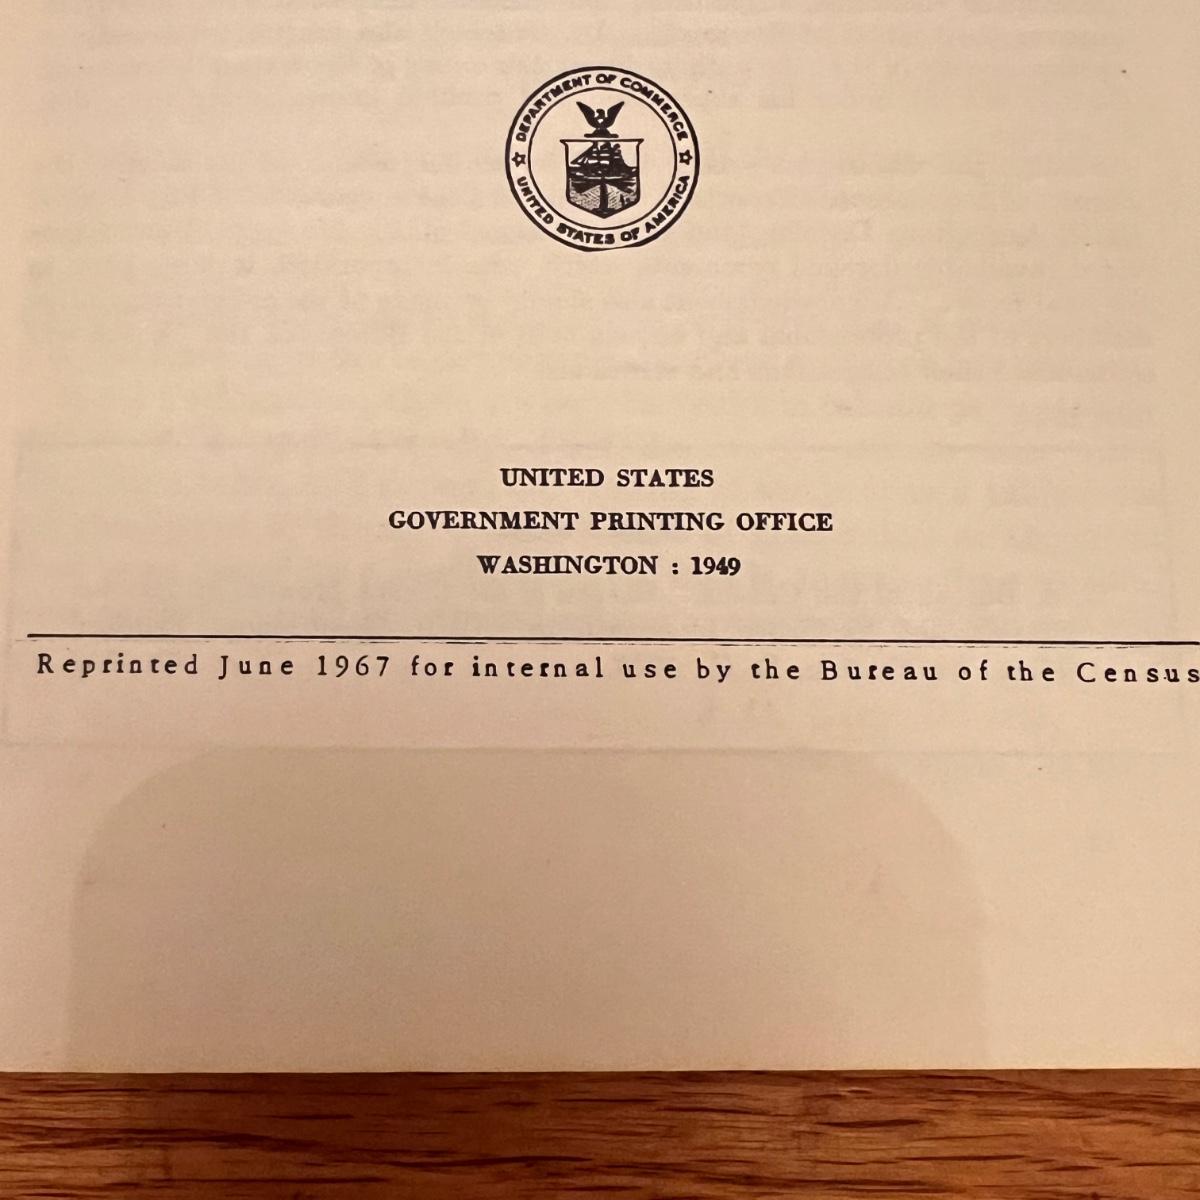 DEPARTMENT OF COMMERCE
UNITED STATES OF AMERICA
UNITED STATES
GOVERNMENT PRINTING OFFICE
WASHINGTON : 1949
Reprinted June 1967 for internal use by the Bureau of the Census